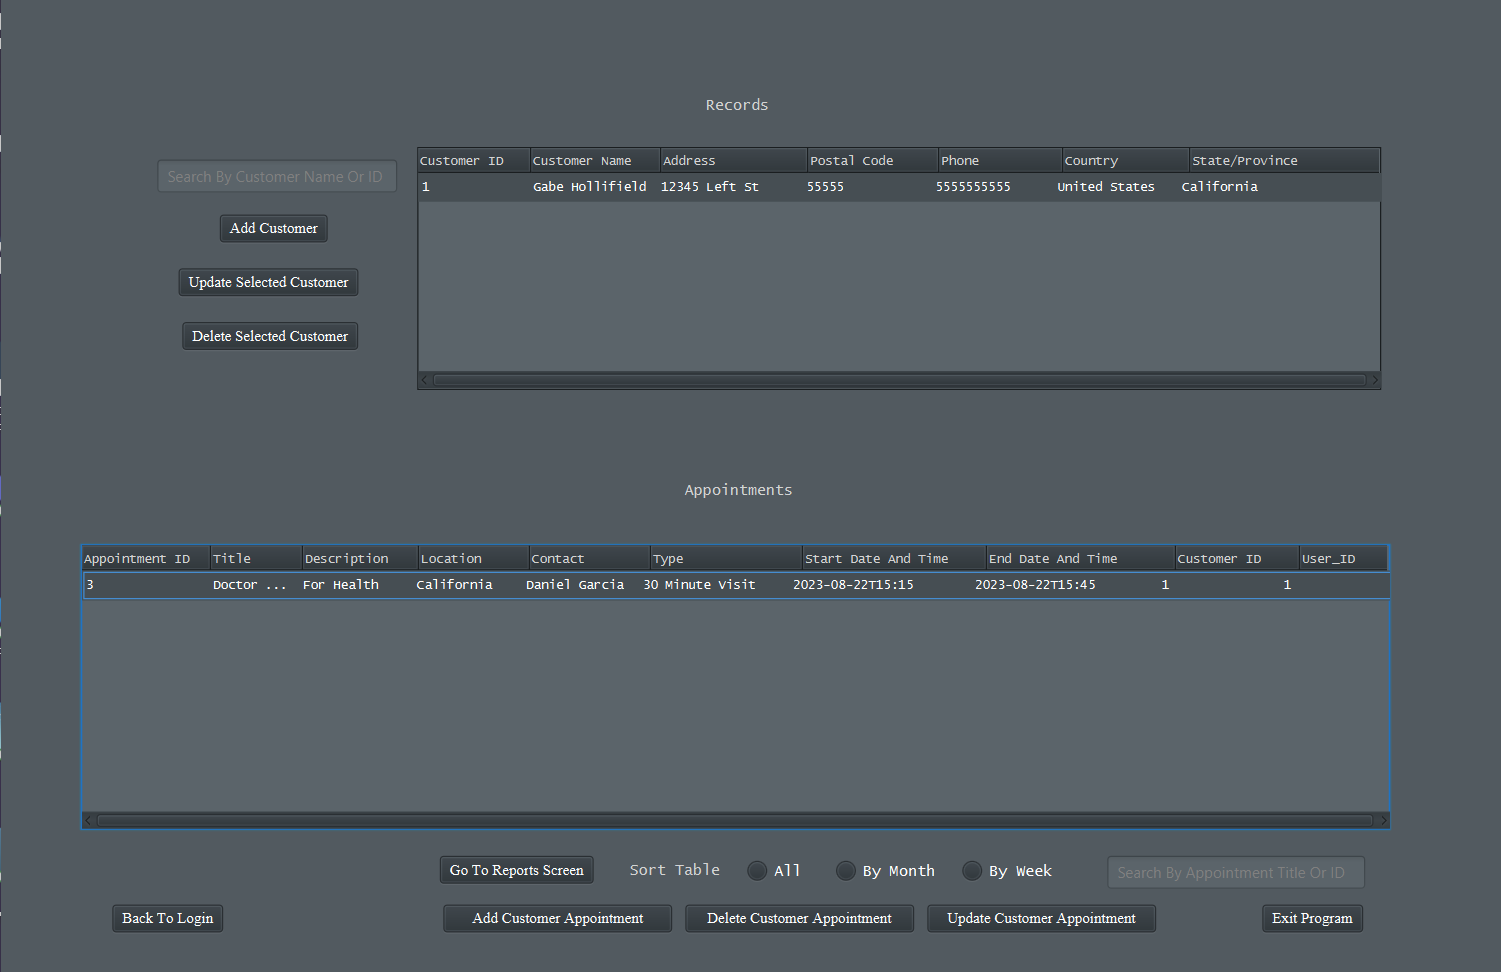 Records
Search By Customer Name Or ID
Add Customer
Update Selected Customer
Delete Selected Customer
Customer ID Customer Name Address Postal Code Phone Country State/Province
1 Gabe Hollifield 12345 Left St 55555 5555555555 United States California
Appointments
Appointment ID Title Description Location Contact Type Start Date And Time End Date And Time Customer ID User_ID
3 Doctor ... For Health California Daniel Garcia 30 Minute Visit 2023-08-22T15:15 2023-08-22T15:45 1 1
Go To Reports Screen Sort Table All By Month By Week Search By Appointment Title Or ID
Back To Login Add Customer Appointment Delete Customer Appointment Update Customer Appointment Exit Program